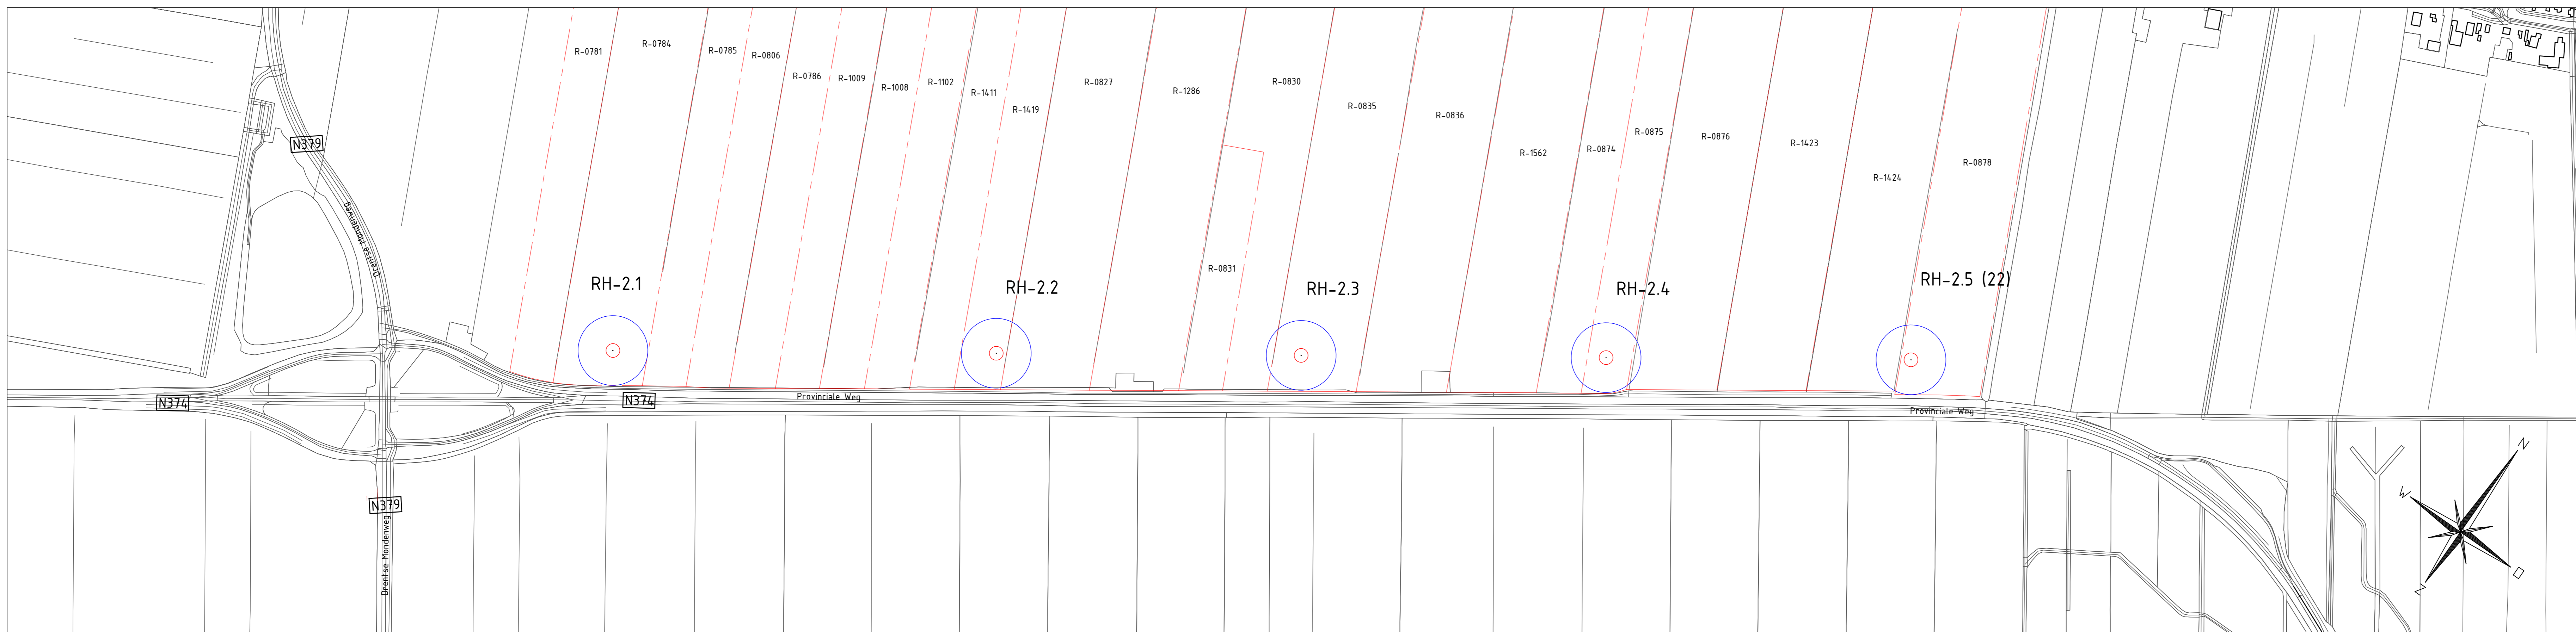 R-0781
R-0784
R-0785
R-0806
R-0786
R-1009
R-1008
R-1102
R-1411
R-1419
R-0827
R-1286
R-0830
R-0835
R-0836
R-1562
R-0874
R-0875
R-0876
R-1423
R-1424
R-0878
R-0831
N379
Drentse Mondenweg
RH-2.1
RH-2.2
RH-2.3
RH-2.4
RH-2.5 (22)
N374
N374
Provinciale Weg
Provinciale Weg
N379
Drentse Mondenweg
N
W
O
Z